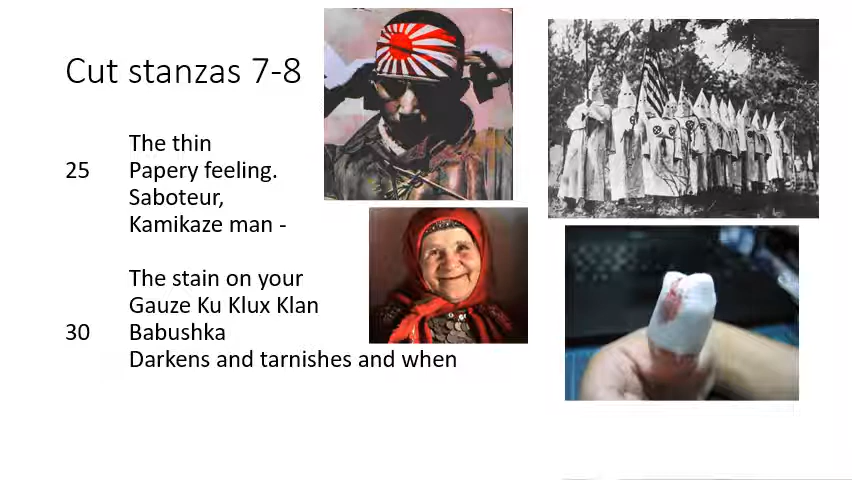 Cut stanzas 7-8
The thin
25 Papery feeling.
Saboteur,
Kamikaze man -
The stain on your
Gauze Ku Klux Klan
30 Babushka
Darkens and tarnishes and when